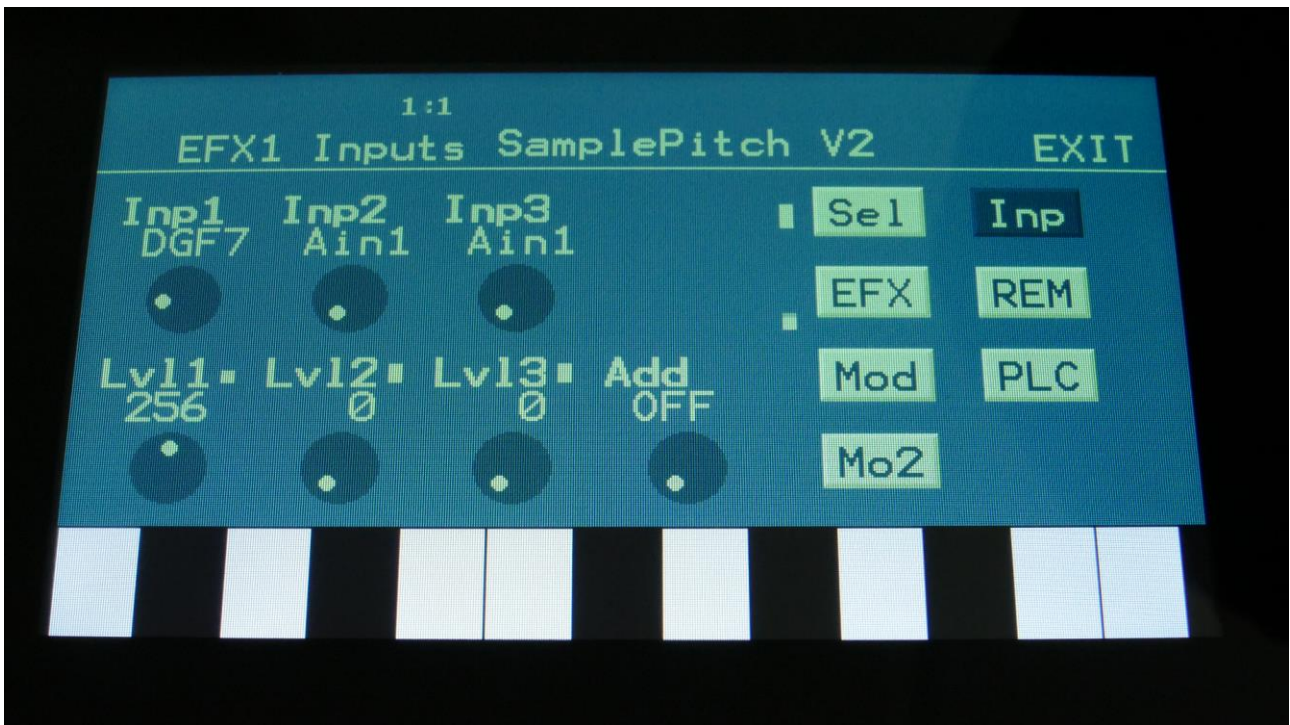 1:1
EFX1 Inputs SamplePitch V2 EXIT
Inp1 Inp2 Inp3 Sel Inp
DGF7 Ain1 Ain1
EFX REM
Lvl1 Lvl2 Lvl3 Add Mod PLC
256 0 0 OFF
Mo2